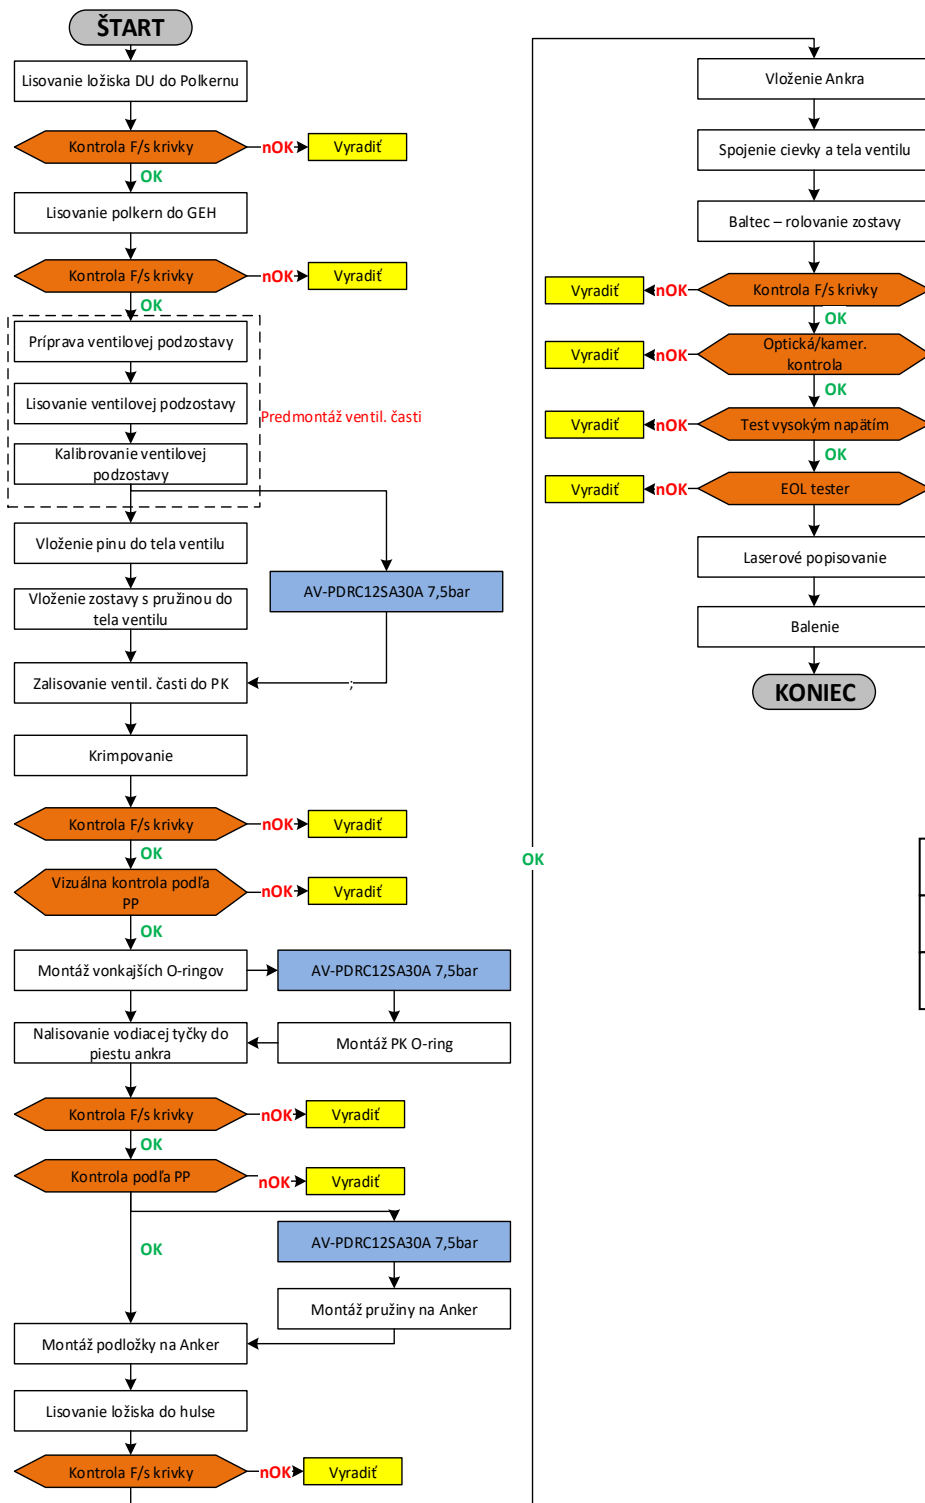 ŠTART
Lisovanie ložiska DU do Polkernu
Kontrola F/s krivky
nOK
Vyradiť
OK
Lisovanie polkern do GEH
Kontrola F/s krivky
nOK
Vyradiť
OK
Príprava ventilovej podzostavy
Lisovanie ventilovej podzostavy
Predmontáž ventil. časti
Kalibrovanie ventilovej
podzostavy
Vloženie pinu do tela ventilu
AV-PDRC12SA30A 7,5bar
Vloženie zostavy s pružinou do
tela ventilu
Zalisovanie ventil. časti do PK
;
Krimpovanie
Kontrola F/s krivky
nOK
Vyradiť
OK
Vizuálna kontrola podľa
PP
nOK
Vyradiť
OK
Montáž vonkajších O-ringov
AV-PDRC12SA30A 7,5bar
Montáž PK O-ring
Nalisovanie vodiacej tyčky do
piestu ankra
Kontrola F/s krivky
nOK
Vyradiť
OK
Kontrola podľa PP
nOK
Vyradiť
OK
AV-PDRC12SA30A 7,5bar
Montáž pružiny na Anker
Montáž podložky na Anker
Lisovanie ložiska do hulse
Kontrola F/s krivky
nOK
Vyradiť
OK
Vloženie Ankra
Spojenie cievky a tela ventilu
Baltec – rolovanie zostavy
Kontrola F/s krivky
nOK
Vyradiť
OK
Optická/kamer.
kontrola
nOK
Vyradiť
OK
Test vysokým napätím
nOK
Vyradiť
OK
EOL tester
nOK
Vyradiť
Laserové popisovanie
Balenie
KONIEC